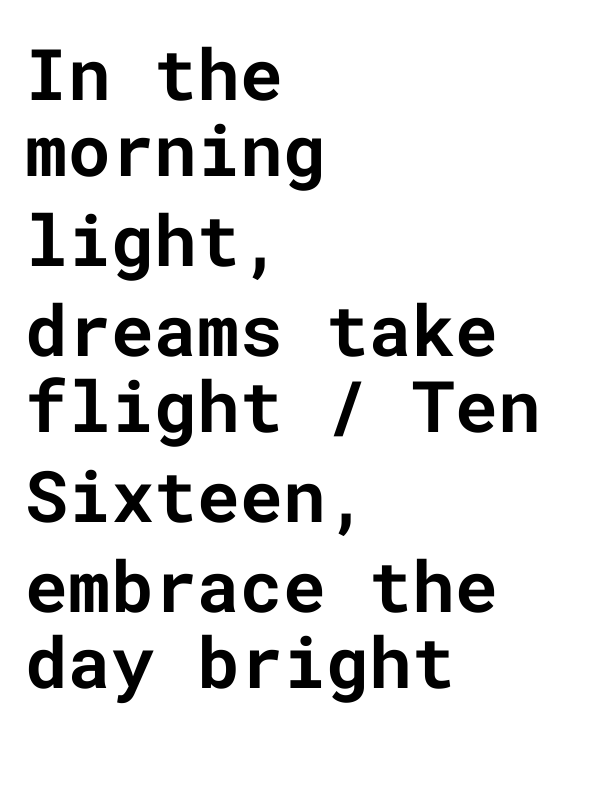 In the
morning
light,
dreams take
flight / Ten
Sixteen,
embrace the
day bright